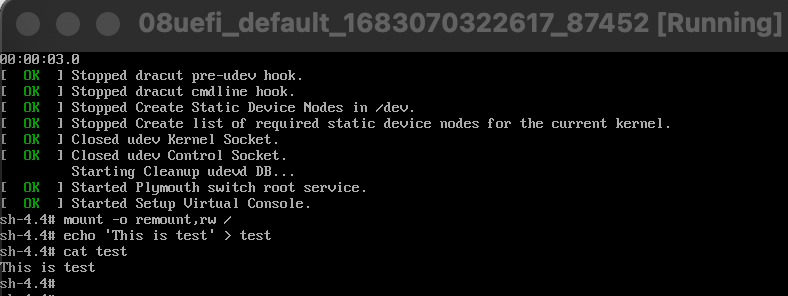 08uefi_default_1683070322617_87452 [Running]
00:00:03.0
[  OK  ] Stopped dracut pre-udev hook.
[  OK  ] Stopped dracut cmdline hook.
[  OK  ] Stopped Create Static Device Nodes in /dev.
[  OK  ] Stopped Create list of required static device nodes for the current kernel.
[  OK  ] Closed udev Kernel Socket.
[  OK  ] Closed udev Control Socket.
         Starting Cleanup udevd DB...
[  OK  ] Started Plymouth switch root service.
[  OK  ] Started Setup Virtual Console.
sh-4.4# mount -o remount,rw /
sh-4.4# echo 'This is test' > test
sh-4.4# cat test
This is test
sh-4.4#